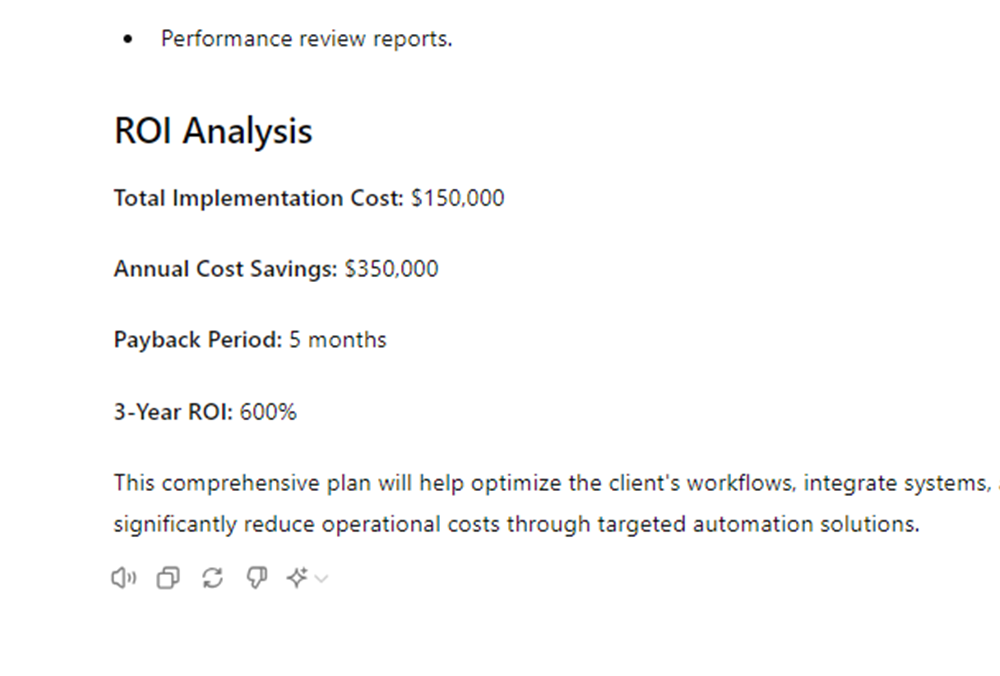 • Performance review reports.
ROI Analysis
Total Implementation Cost: $150,000
Annual Cost Savings: $350,000
Payback Period: 5 months
3-Year ROI: 600%
This comprehensive plan will help optimize the client's workflows, integrate systems,
significantly reduce operational costs through targeted automation solutions.